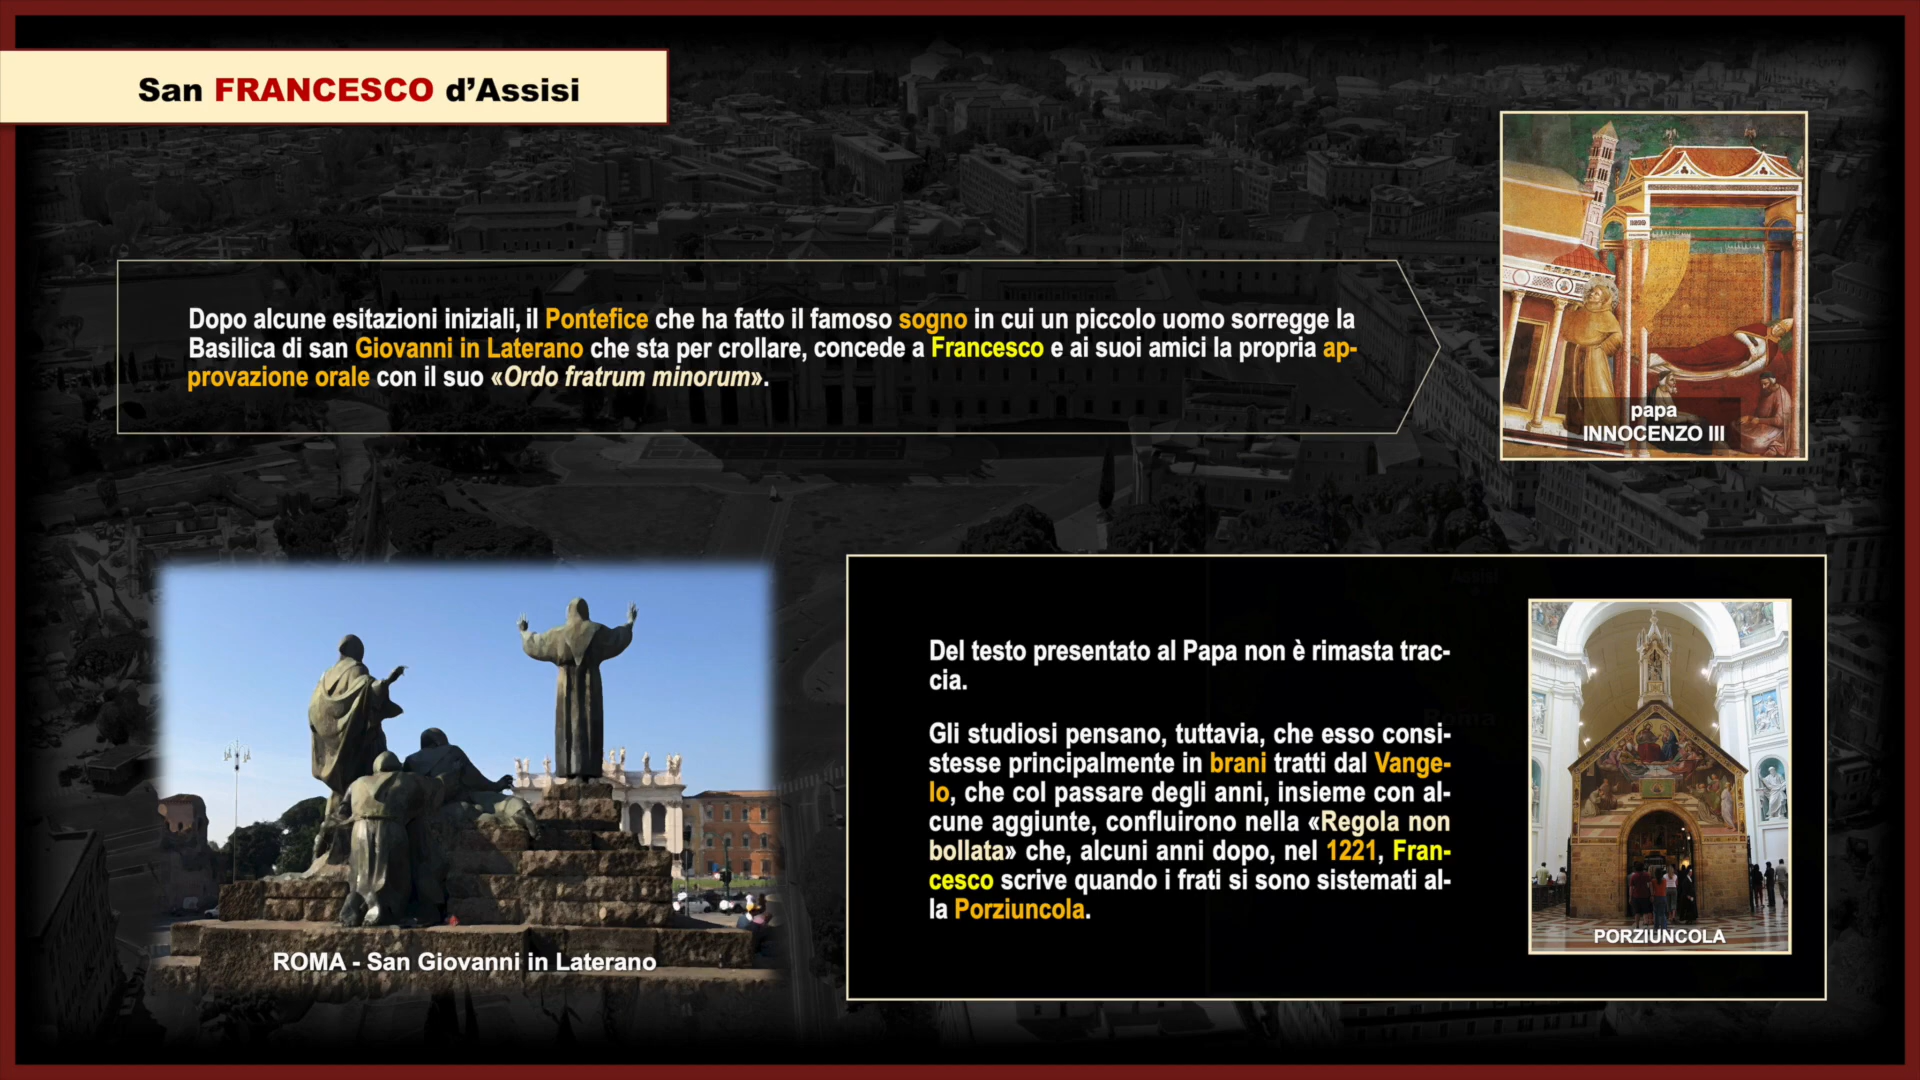 San FRANCESCO d’Assisi
Dopo alcune esitazioni iniziali, il Pontefice che ha fatto il famoso sogno in cui un piccolo uomo sorregge la
Basilica di san Giovanni in Laterano che sta per crollare, concede a Francesco e ai suoi amici la propria ap-
provazione orale con il suo «Ordo fratrum minorum».
papa
INNOCENZO III
ROMA - San Giovanni in Laterano
Assisi
Roma
Del testo presentato al Papa non è rimasta trac-
cia.
Gli studiosi pensano, tuttavia, che esso consi-
stesse principalmente in brani tratti dal Vange-
lo, che col passare degli anni, insieme con al-
cune aggiunte, confluirono nella «Regola non
bollata» che, alcuni anni dopo, nel 1221, Fran-
cesco scrive quando i frati si sono sistemati al-
la Porziuncola.
PORZIUNCOLA